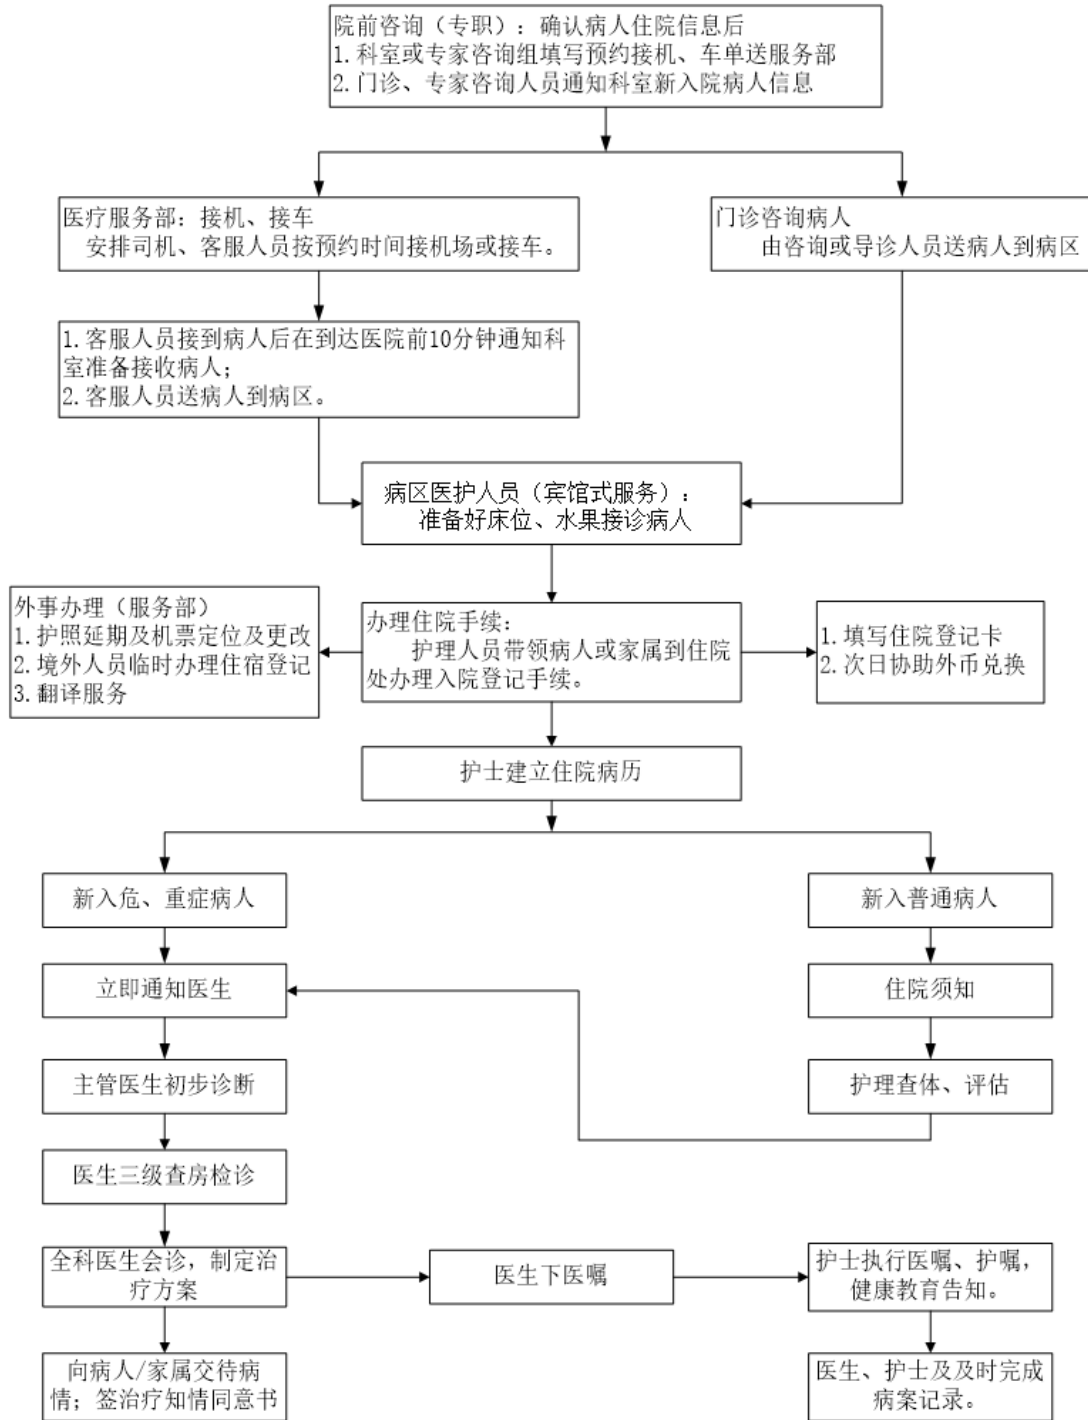 院前咨询（专职）：确认病人住院信息后
1.科室或专家咨询组填写预约接机、车单送服务部
2.门诊、专家咨询人员通知科室新入院病人信息
医疗服务部：接机、接车
安排司机、客服人员按预约时间接机场或接车。
门诊咨询病人
由咨询或导诊人员送病人到病区
1.客服人员接到病人后在到达医院前10分钟通知科
室准备接收病人；
2.客服人员送病人到病区。
病区医护人员（宾馆式服务）：
准备好床位、水果接诊病人
外事办理（服务部）
1.护照延期及机票定位及更改
2.境外人员临时办理住宿登记
3.翻译服务
办理住院手续：
护理人员带领病人或家属到住院
处办理入院登记手续。
1.填写住院登记卡
2.次日协助外币兑换
护士建立住院病历
新入危、重症病人
新入普通病人
立即通知医生
住院须知
主管医生初步诊断
护理查体、评估
医生三级查房检诊
全科医生会诊，制定治
疗方案
医生下医嘱
护士执行医嘱、护嘱，
健康教育告知。
向病人/家属交待病
情；签治疗知情同意书
医生、护士及及时完成
病案记录。